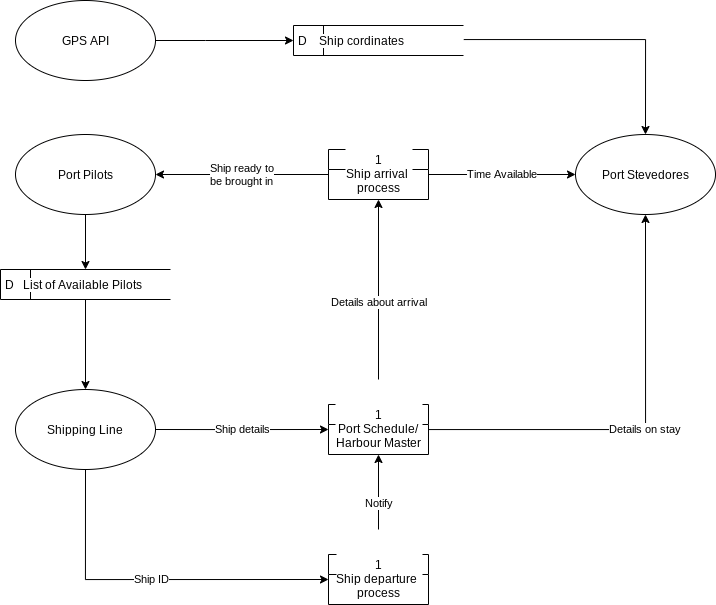 GPS API
D Ship cordinates
Port Pilots
Ship ready to
be brought in
1
Ship arrival
process
Time Available
Port Stevedores
D List of Available Pilots
Details about arrival
Shipping Line
Ship details
1
Port Schedule/
Harbour Master
Details on stay
Notify
Ship ID
1
Ship departure
process